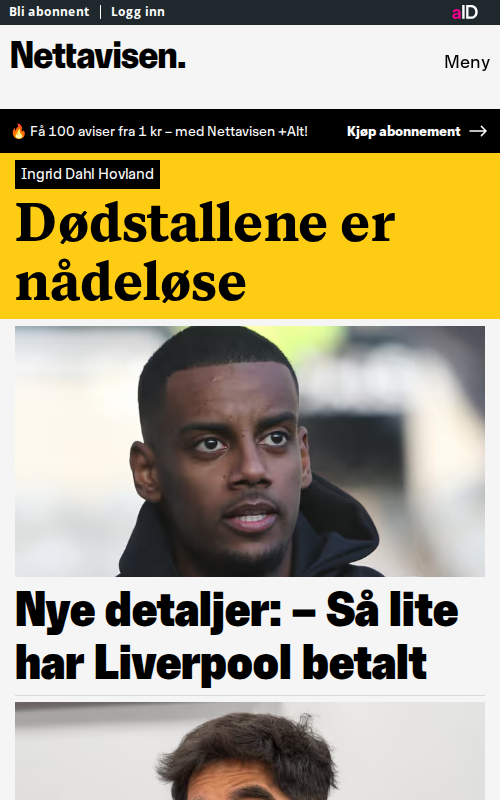 Bli abonnent | Logg inn
aID
Nettavisen.
Meny
🔥 Få 100 aviser fra 1 kr – med Nettavisen +Alt!
Kjøp abonnement →
Ingrid Dahl Hovland
Dødstallene er
nådeløse
Nye detaljer: – Så lite
har Liverpool betalt